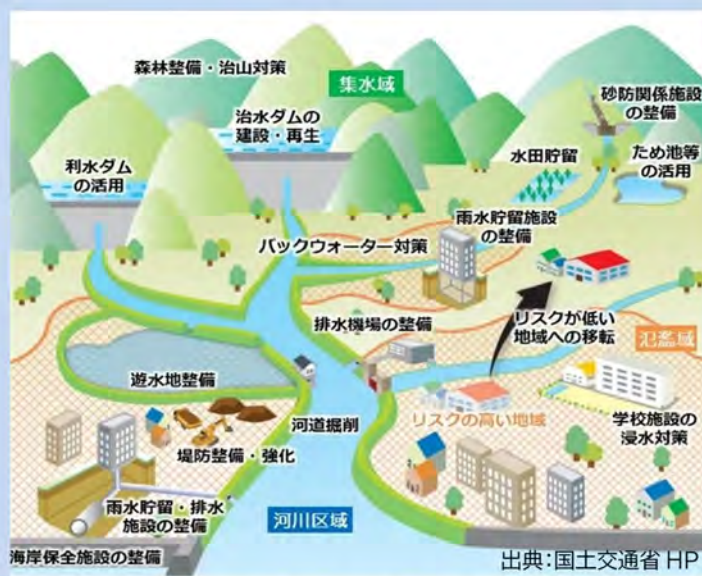 森林整備・治山対策
集水域
治水ダムの
建設・再生
砂防関係施設
の整備
利水ダム
の活用
水田貯留
ため池等
の活用
雨水貯留施設
の整備
バックウォーター対策
排水機場の整備
リスクが低い
地域への移転
氾濫域
遊水地整備
リスクの高い地域
学校施設の
浸水対策
河道掘削
堤防整備・強化
雨水貯留・排水
施設の整備
河川区域
海岸保全施設の整備
出典:国土交通省 HP